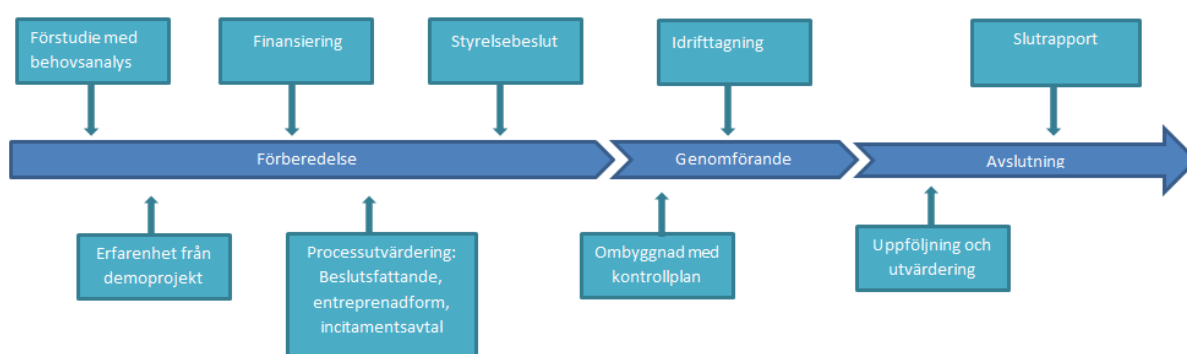 Förstudie med
behovsanalys
Finansiering
Styrelsebeslut
Idrifttagning
Slutrapport
Förberedelse
Genomförande
Avslutning
Erfarenhet från
demoprojekt
Processutvärdering:
Beslutsfattande,
entreprenadform,
incitamentsavtal
Ombyggnad med
kontrollplan
Uppföljning och
utvärdering